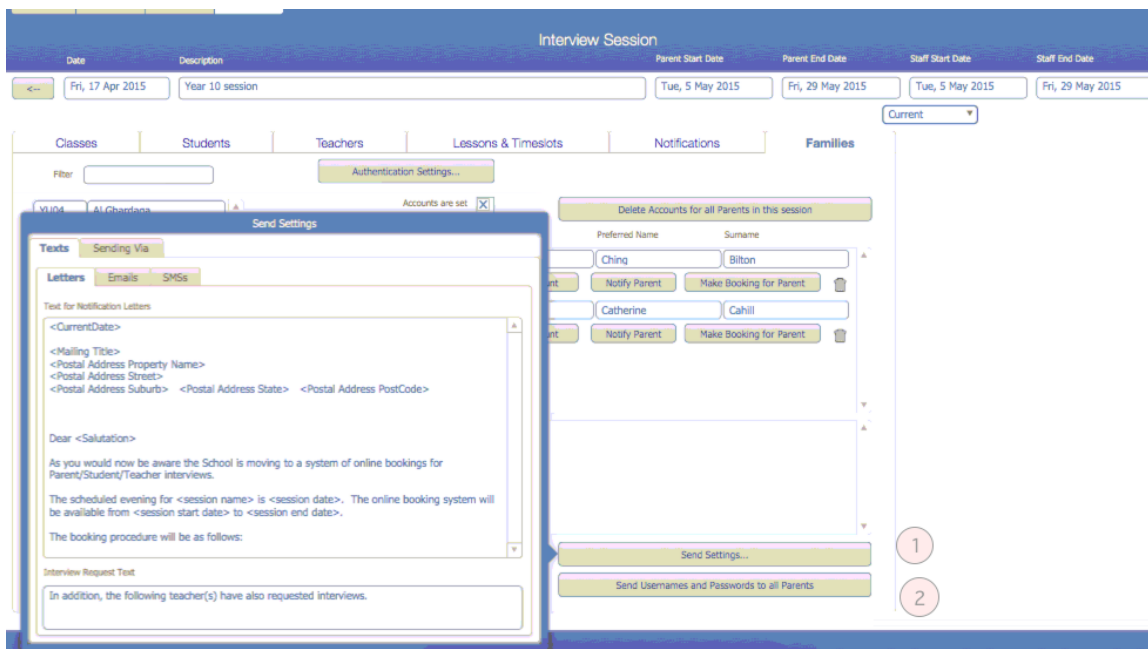 Interview Session
Date Description Parent Start Date Parent End Date Staff Start Date Staff End Date
<-- Fri, 17 Apr 2015 Year 10 session Tue, 5 May 2015 Fri, 29 May 2015 Tue, 5 May 2015 Fri, 29 May 2015
Current
Classes Students Teachers Lessons & Timeslots Notifications Families
Filter Authentication Settings...
YU04 Al Ghardana Accounts are set X Delete Accounts for all Parents in this session
Preferred Name Surname
Ching Bilton
Notify Parent Make Booking for Parent
Catherine Cahill
Notify Parent Make Booking for Parent
Send Settings
Texts Sending Via
Letters Emails SMSs
Text for Notification Letters
<CurrentDate>
<Mailing Title>
<Postal Address Property Name>
<Postal Address Street>
<Postal Address Suburb> <Postal Address State> <Postal Address PostCode>
Dear <Salutation>
As you would now be aware the School is moving to a system of online bookings for
Parent/Student/Teacher interviews.
The scheduled evening for <session name> is <session date>. The online booking system will
be available from <session start date> to <session end date>.
The booking procedure will be as follows:
Interview Request Text
In addition, the following teacher(s) have also requested interviews.
Send Settings... 1
Send Usernames and Passwords to all Parents 2